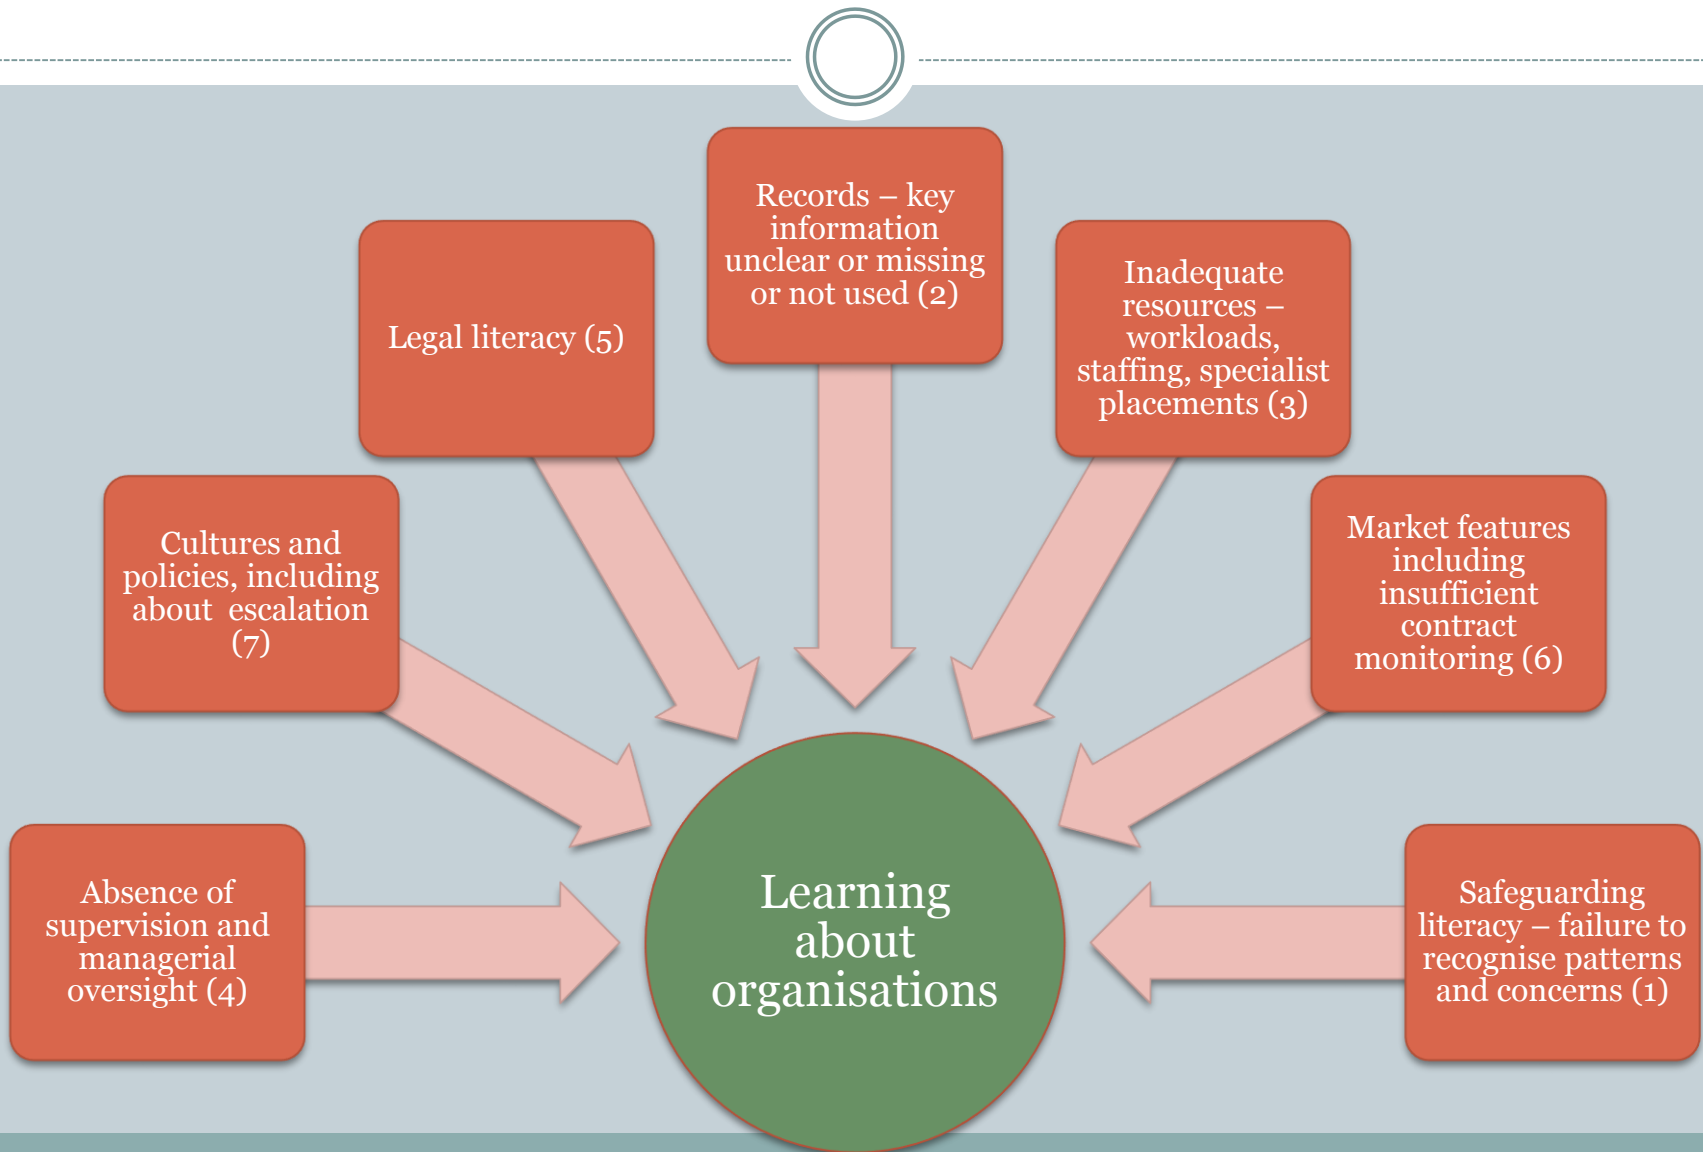 Records – key
information
unclear or missing
or not used (2)
Legal literacy (5)
Inadequate
resources –
workloads,
staffing, specialist
placements (3)
Cultures and
policies, including
about  escalation
(7)
Market features
including
insufficient
contract
monitoring (6)
Absence of
supervision and
managerial
oversight (4)
Learning
about
organisations
Safeguarding
literacy – failure to
recognise patterns
and concerns (1)